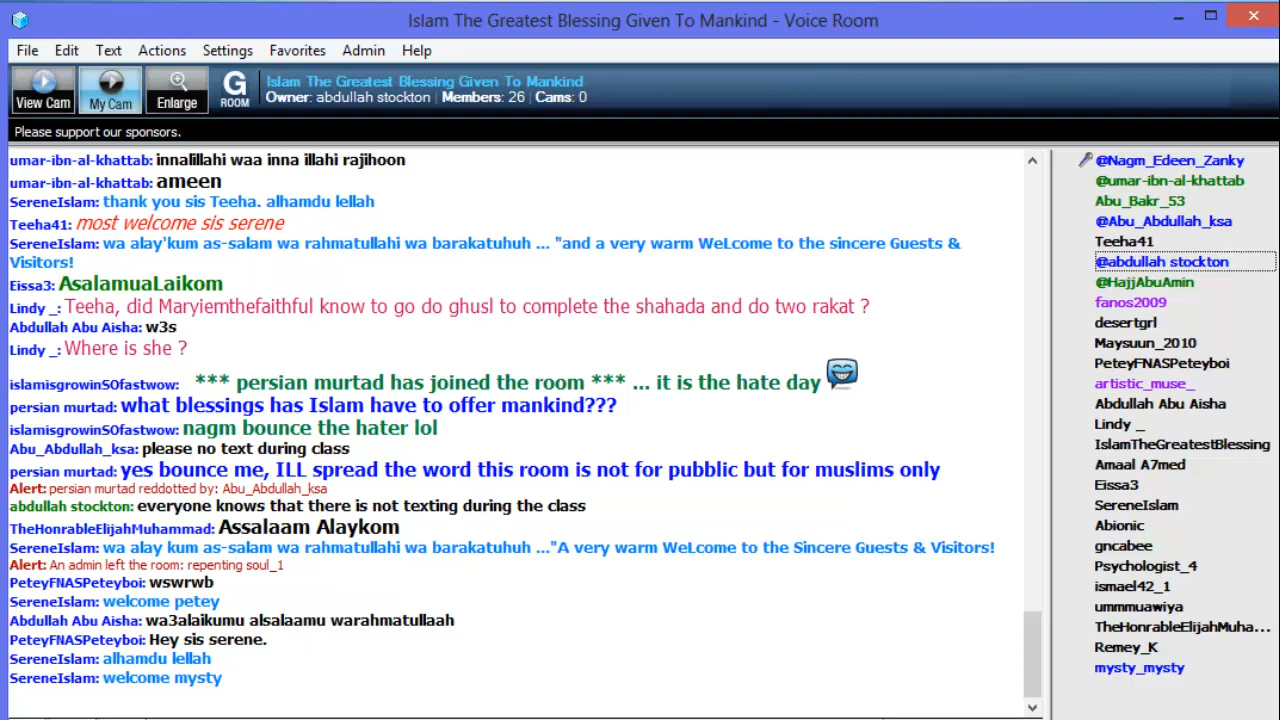 Islam The Greatest Blessing Given To Mankind - Voice Room
File Edit Text Actions Settings Favorites Admin Help
View Cam My Cam Enlarge G ROOM
Islam The Greatest Blessing Given To Mankind
Owner: abdullah stockton | Members: 26 | Cams: 0
Please support our sponsors.
umar-ibn-al-khattab: innalillahi waa inna illahi rajihoon
umar-ibn-al-khattab: ameen
SereneIslam: thank you sis Teeha. alhamdu lellah
Teeha41: most welcome sis serene
SereneIslam: wa alay'kum as-salam wa rahmatullahi wa barakatuhuh ... "and a very warm WeLcome to the sincere Guests &
Visitors!
Eissa3: AsalamuaLaikom
Lindy _: Teeha, did Maryiemthefaithful know to go do ghusl to complete the shahada and do two rakat ?
Abdullah Abu Aisha: w3s
Lindy _: Where is she ?
islamisgrowinSOfastwow: *** persian murtad has joined the room *** ... it is the hate day
persian murtad: what blessings has Islam have to offer mankind???
islamisgrowinSOfastwow: nagm bounce the hater lol
Abu_Abdullah_ksa: please no text during class
persian murtad: yes bounce me, ILL spread the word this room is not for pubblic but for muslims only
Alert: persian murtad reddotted by: Abu_Abdullah_ksa
abdullah stockton: everyone knows that there is not texting during the class
TheHonrableElijahMuhammad: Assalaam Alaykom
SereneIslam: wa alay kum as-salam wa rahmatullahi wa barakatuhuh ..."A very warm WeLcome to the Sincere Guests & Visitors!
Alert: An admin left the room: repenting soul_1
PeteyFNASPeteyboi: wswrwb
SereneIslam: welcome petey
Abdullah Abu Aisha: wa3alaikumu alsalaamu warahmatullaah
PeteyFNASPeteyboi: Hey sis serene.
SereneIslam: alhamdu lellah
SereneIslam: welcome mysty
@Nagm_Edeen_Zanky
@umar-ibn-al-khattab
Abu_Bakr_53
@Abu_Abdullah_ksa
Teeha41
@abdullah stockton
@HajjAbuAmin
fanos2009
desertgrl
Maysuun_2010
PeteyFNASPeteyboi
artistic_muse_
Abdullah Abu Aisha
Lindy _
IslamTheGreatestBlessing
Amaal A7med
Eissa3
SereneIslam
Abionic
gncabee
Psychologist_4
ismael42_1
ummmuawiya
TheHonrableElijahMuha...
Remey_K
mysty_mysty